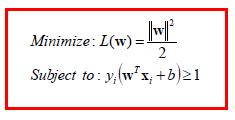 Minimize: L(w) = ‖w‖² / 2
Subject to: yᵢ(wᵀxᵢ + b) ≥ 1